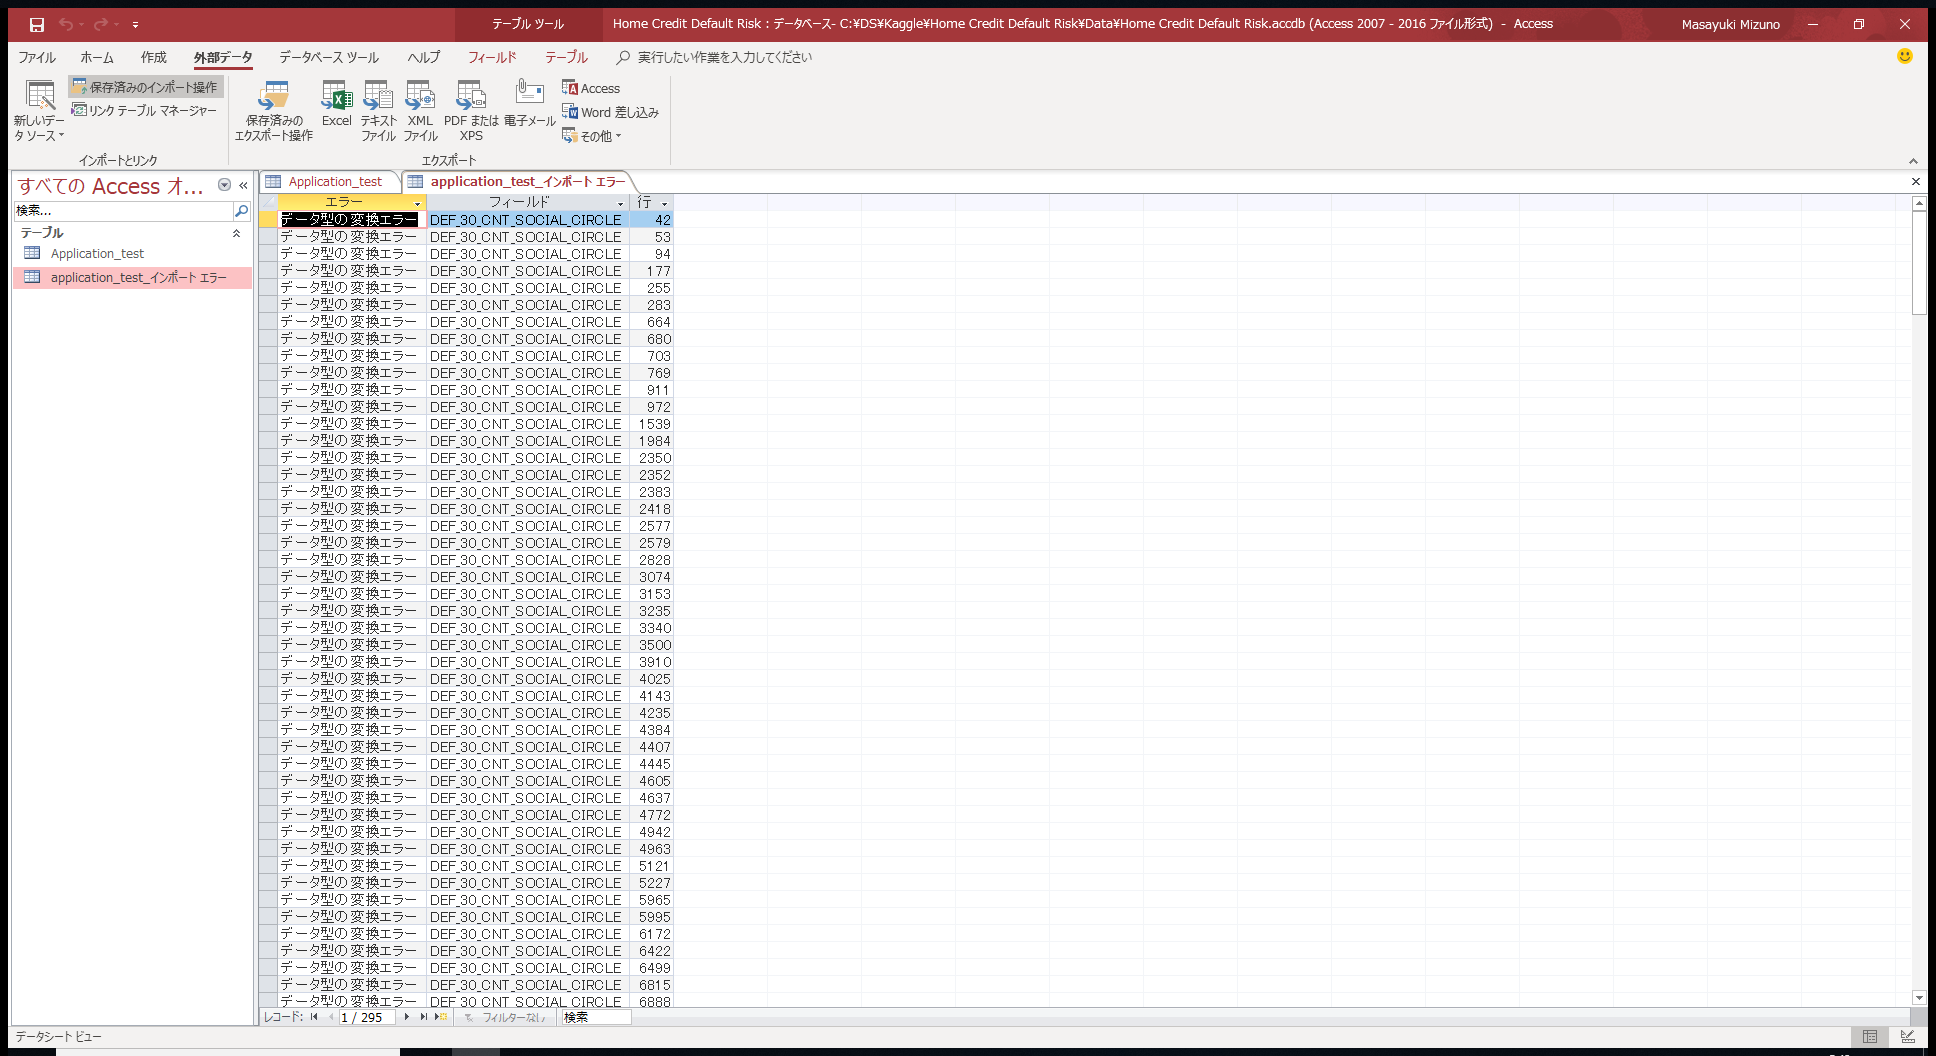 テーブル ツール
Home Credit Default Risk : データベース- C:¥DS¥Kaggle¥Home Credit Default Risk¥Data¥Home Credit Default Risk.accdb (Access 2007 - 2016 ファイル形式) - Access
Masayuki Mizuno
ファイル ホーム 作成 外部データ データベース ツール ヘルプ フィールド テーブル 実行したい作業を入力してください
新しいデータ ソース
保存済みのインポート操作
リンク テーブル マネージャー
インポートとリンク
保存済みの エクスポート操作
Excel
テキスト ファイル
XML ファイル
PDF または XPS
電子メール
Access
Word 差し込み
その他
エクスポート
すべての Access オ... «
検索...
テーブル
Application_test
application_test_インポート エラー
Application_test
application_test_インポート エラー
エラー フィールド 行
データ型の変換エラー DEF_30_CNT_SOCIAL_CIRCLE 42
データ型の変換エラー DEF_30_CNT_SOCIAL_CIRCLE 53
データ型の変換エラー DEF_30_CNT_SOCIAL_CIRCLE 94
データ型の変換エラー DEF_30_CNT_SOCIAL_CIRCLE 177
データ型の変換エラー DEF_30_CNT_SOCIAL_CIRCLE 255
データ型の変換エラー DEF_30_CNT_SOCIAL_CIRCLE 283
データ型の変換エラー DEF_30_CNT_SOCIAL_CIRCLE 664
データ型の変換エラー DEF_30_CNT_SOCIAL_CIRCLE 680
データ型の変換エラー DEF_30_CNT_SOCIAL_CIRCLE 703
データ型の変換エラー DEF_30_CNT_SOCIAL_CIRCLE 769
データ型の変換エラー DEF_30_CNT_SOCIAL_CIRCLE 911
データ型の変換エラー DEF_30_CNT_SOCIAL_CIRCLE 972
データ型の変換エラー DEF_30_CNT_SOCIAL_CIRCLE 1539
データ型の変換エラー DEF_30_CNT_SOCIAL_CIRCLE 1984
データ型の変換エラー DEF_30_CNT_SOCIAL_CIRCLE 2350
データ型の変換エラー DEF_30_CNT_SOCIAL_CIRCLE 2352
データ型の変換エラー DEF_30_CNT_SOCIAL_CIRCLE 2383
データ型の変換エラー DEF_30_CNT_SOCIAL_CIRCLE 2418
データ型の変換エラー DEF_30_CNT_SOCIAL_CIRCLE 2577
データ型の変換エラー DEF_30_CNT_SOCIAL_CIRCLE 2579
データ型の変換エラー DEF_30_CNT_SOCIAL_CIRCLE 2828
データ型の変換エラー DEF_30_CNT_SOCIAL_CIRCLE 3074
データ型の変換エラー DEF_30_CNT_SOCIAL_CIRCLE 3153
データ型の変換エラー DEF_30_CNT_SOCIAL_CIRCLE 3235
データ型の変換エラー DEF_30_CNT_SOCIAL_CIRCLE 3340
データ型の変換エラー DEF_30_CNT_SOCIAL_CIRCLE 3500
データ型の変換エラー DEF_30_CNT_SOCIAL_CIRCLE 3910
データ型の変換エラー DEF_30_CNT_SOCIAL_CIRCLE 4025
データ型の変換エラー DEF_30_CNT_SOCIAL_CIRCLE 4143
データ型の変換エラー DEF_30_CNT_SOCIAL_CIRCLE 4235
データ型の変換エラー DEF_30_CNT_SOCIAL_CIRCLE 4384
データ型の変換エラー DEF_30_CNT_SOCIAL_CIRCLE 4407
データ型の変換エラー DEF_30_CNT_SOCIAL_CIRCLE 4445
データ型の変換エラー DEF_30_CNT_SOCIAL_CIRCLE 4605
データ型の変換エラー DEF_30_CNT_SOCIAL_CIRCLE 4637
データ型の変換エラー DEF_30_CNT_SOCIAL_CIRCLE 4772
データ型の変換エラー DEF_30_CNT_SOCIAL_CIRCLE 4942
データ型の変換エラー DEF_30_CNT_SOCIAL_CIRCLE 4963
データ型の変換エラー DEF_30_CNT_SOCIAL_CIRCLE 5121
データ型の変換エラー DEF_30_CNT_SOCIAL_CIRCLE 5227
データ型の変換エラー DEF_30_CNT_SOCIAL_CIRCLE 5965
データ型の変換エラー DEF_30_CNT_SOCIAL_CIRCLE 5995
データ型の変換エラー DEF_30_CNT_SOCIAL_CIRCLE 6172
データ型の変換エラー DEF_30_CNT_SOCIAL_CIRCLE 6422
データ型の変換エラー DEF_30_CNT_SOCIAL_CIRCLE 6499
データ型の変換エラー DEF_30_CNT_SOCIAL_CIRCLE 6815
データ型の変換エラー DEF_30_CNT_SOCIAL_CIRCLE 6888
レコード: 1 / 295 フィルターなし 検索
データシート ビュー